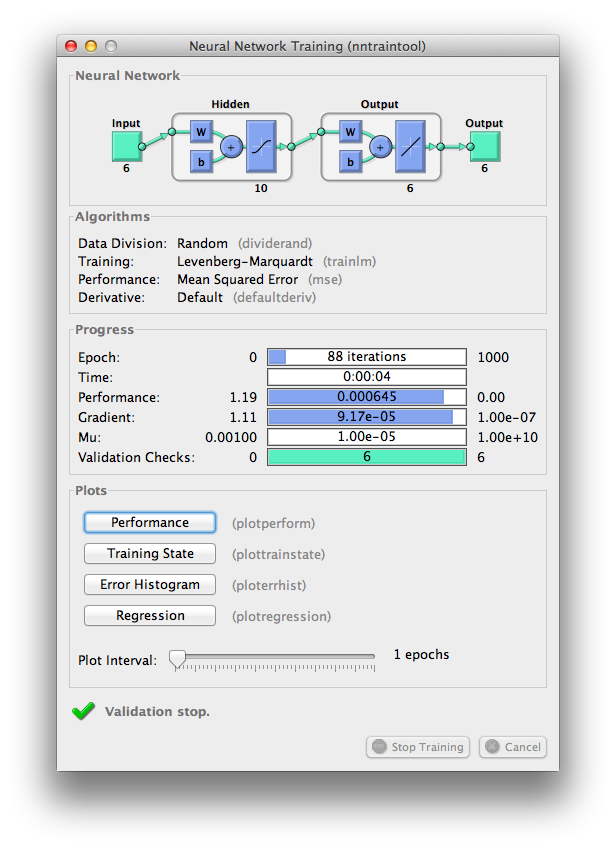 Neural Network Training (nntraintool)
Neural Network
Hidden
Output
Input
Output
W
W
b
+
b
+
6
6
10
6
Algorithms
Data Division: Random (dividerand)
Training: Levenberg-Marquardt (trainlm)
Performance: Mean Squared Error (mse)
Derivative: Default (defaultderiv)
Progress
Epoch: 0 88 iterations 1000
Time: 0:00:04
Performance: 1.19 0.000645 0.00
Gradient: 1.11 9.17e-05 1.00e-07
Mu: 0.00100 1.00e-05 1.00e+10
Validation Checks: 0 6 6
Plots
Performance (plotperform)
Training State (plottrainstate)
Error Histogram (ploterrhist)
Regression (plotregression)
Plot Interval: 1 epochs
Validation stop.
Stop Training Cancel